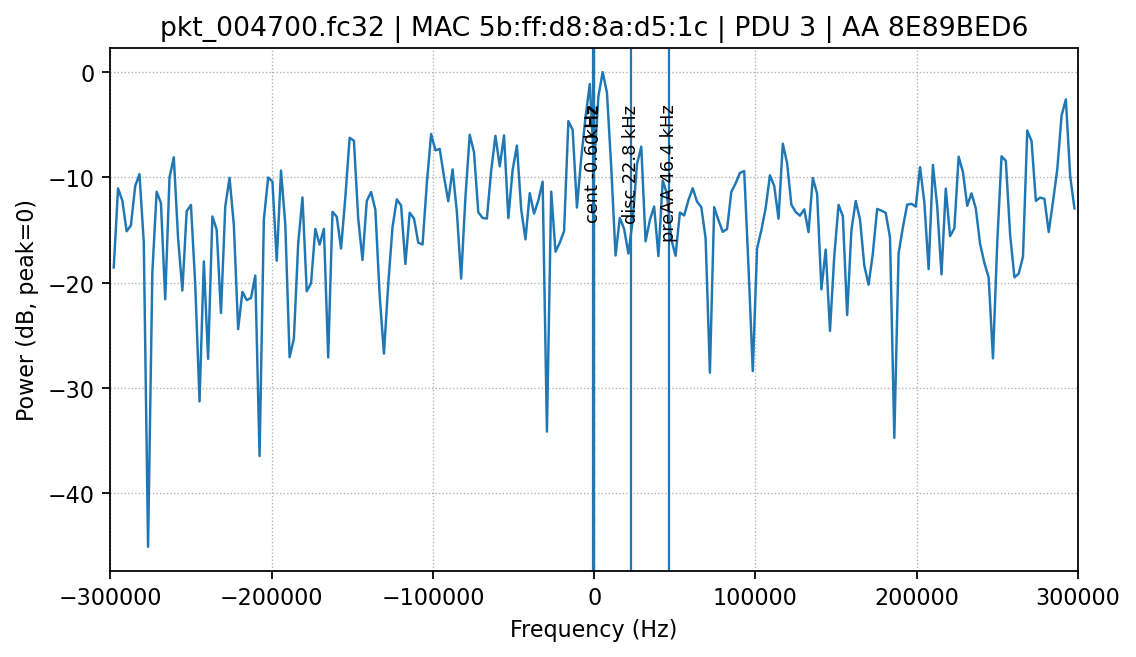 pkt_004700.fc32 | MAC 5b:ff:d8:8a:d5:1c | PDU 3 | AA 8E89BED6
Power (dB, peak=0)
0
−10
−20
−30
−40
disc 22.8 kHz
preAA 46.4 kHz
−300000
−200000
−100000
0
100000
200000
300000
Frequency (Hz)